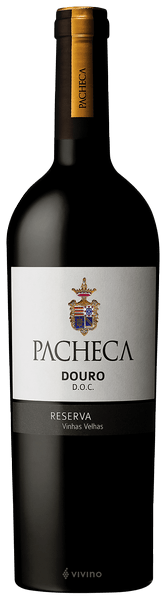 PACHECA
PACHECA
DOURO
D.O.C.
RESERVA
Vinhas Velhas
vivino